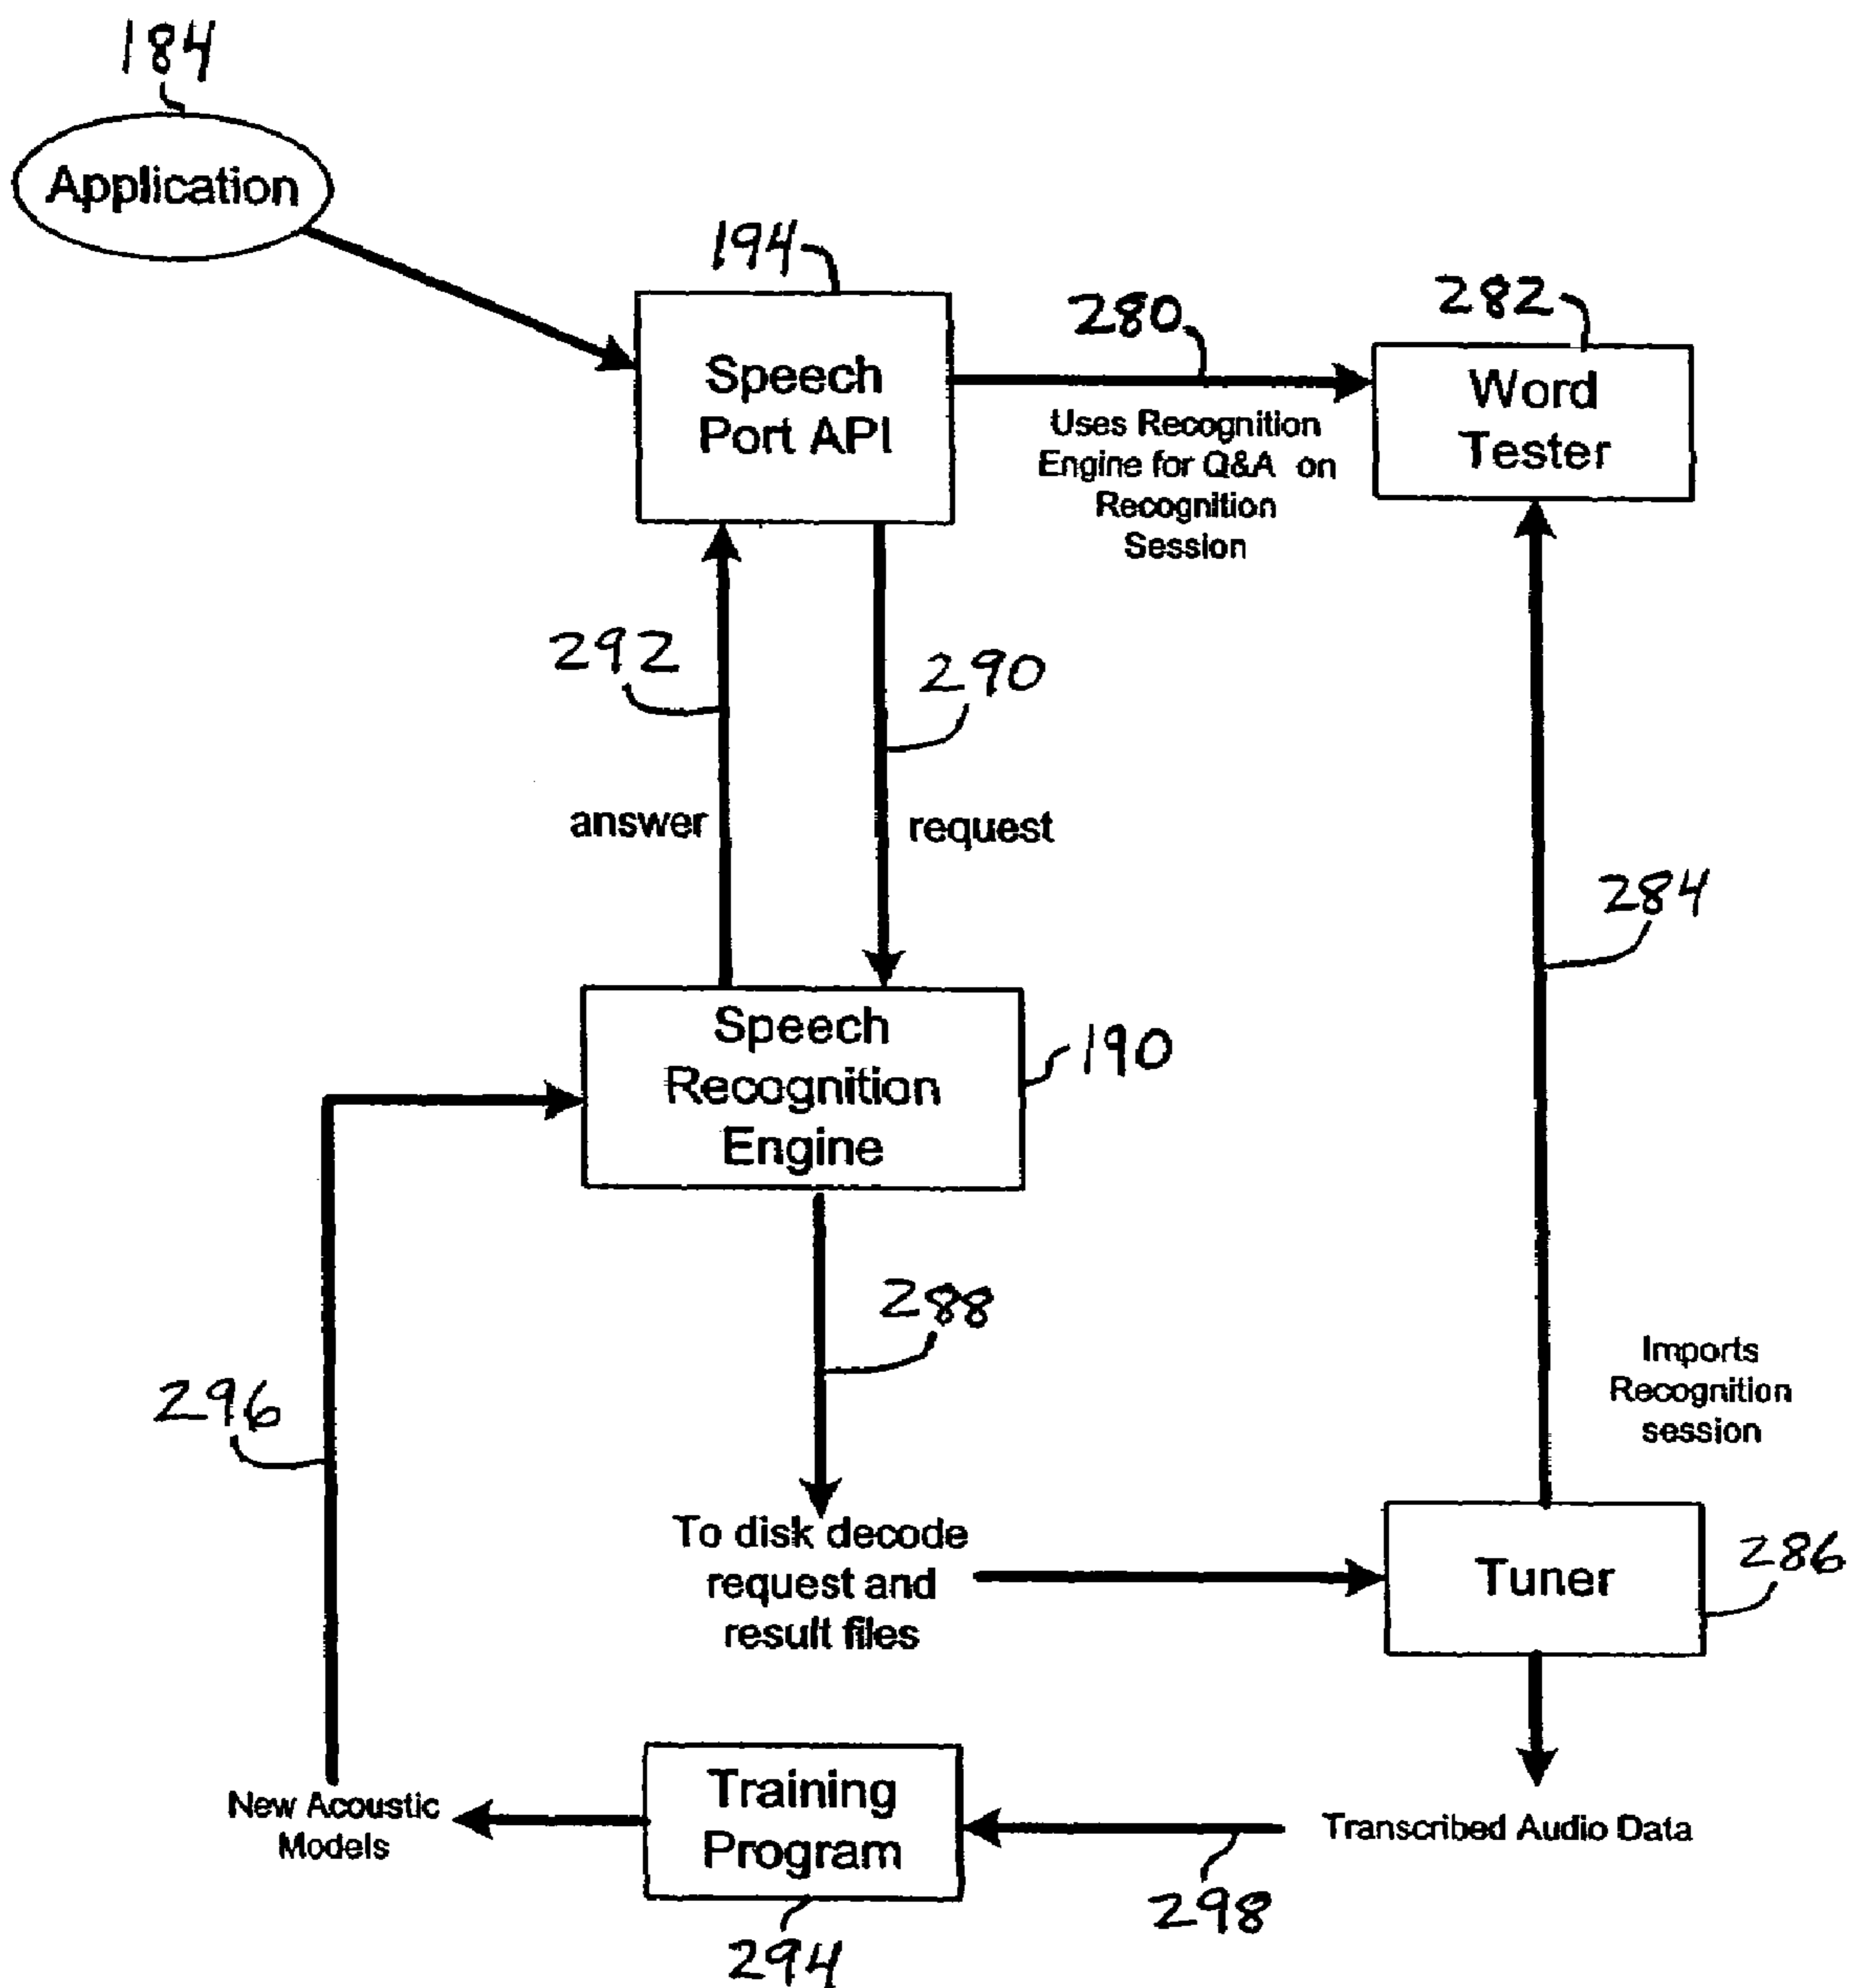 184
Application
194
Speech
Port API
280
Uses Recognition
Engine for Q&A on
Recognition
Session
282
Word
Tester
292
290
answer
request
284
Speech
Recognition
Engine
190
288
296
Imports
Recognition
session
To disk decode
request and
result files
Tuner
286
New Acoustic
Models
Training
Program
294
298
Transcribed Audio Data